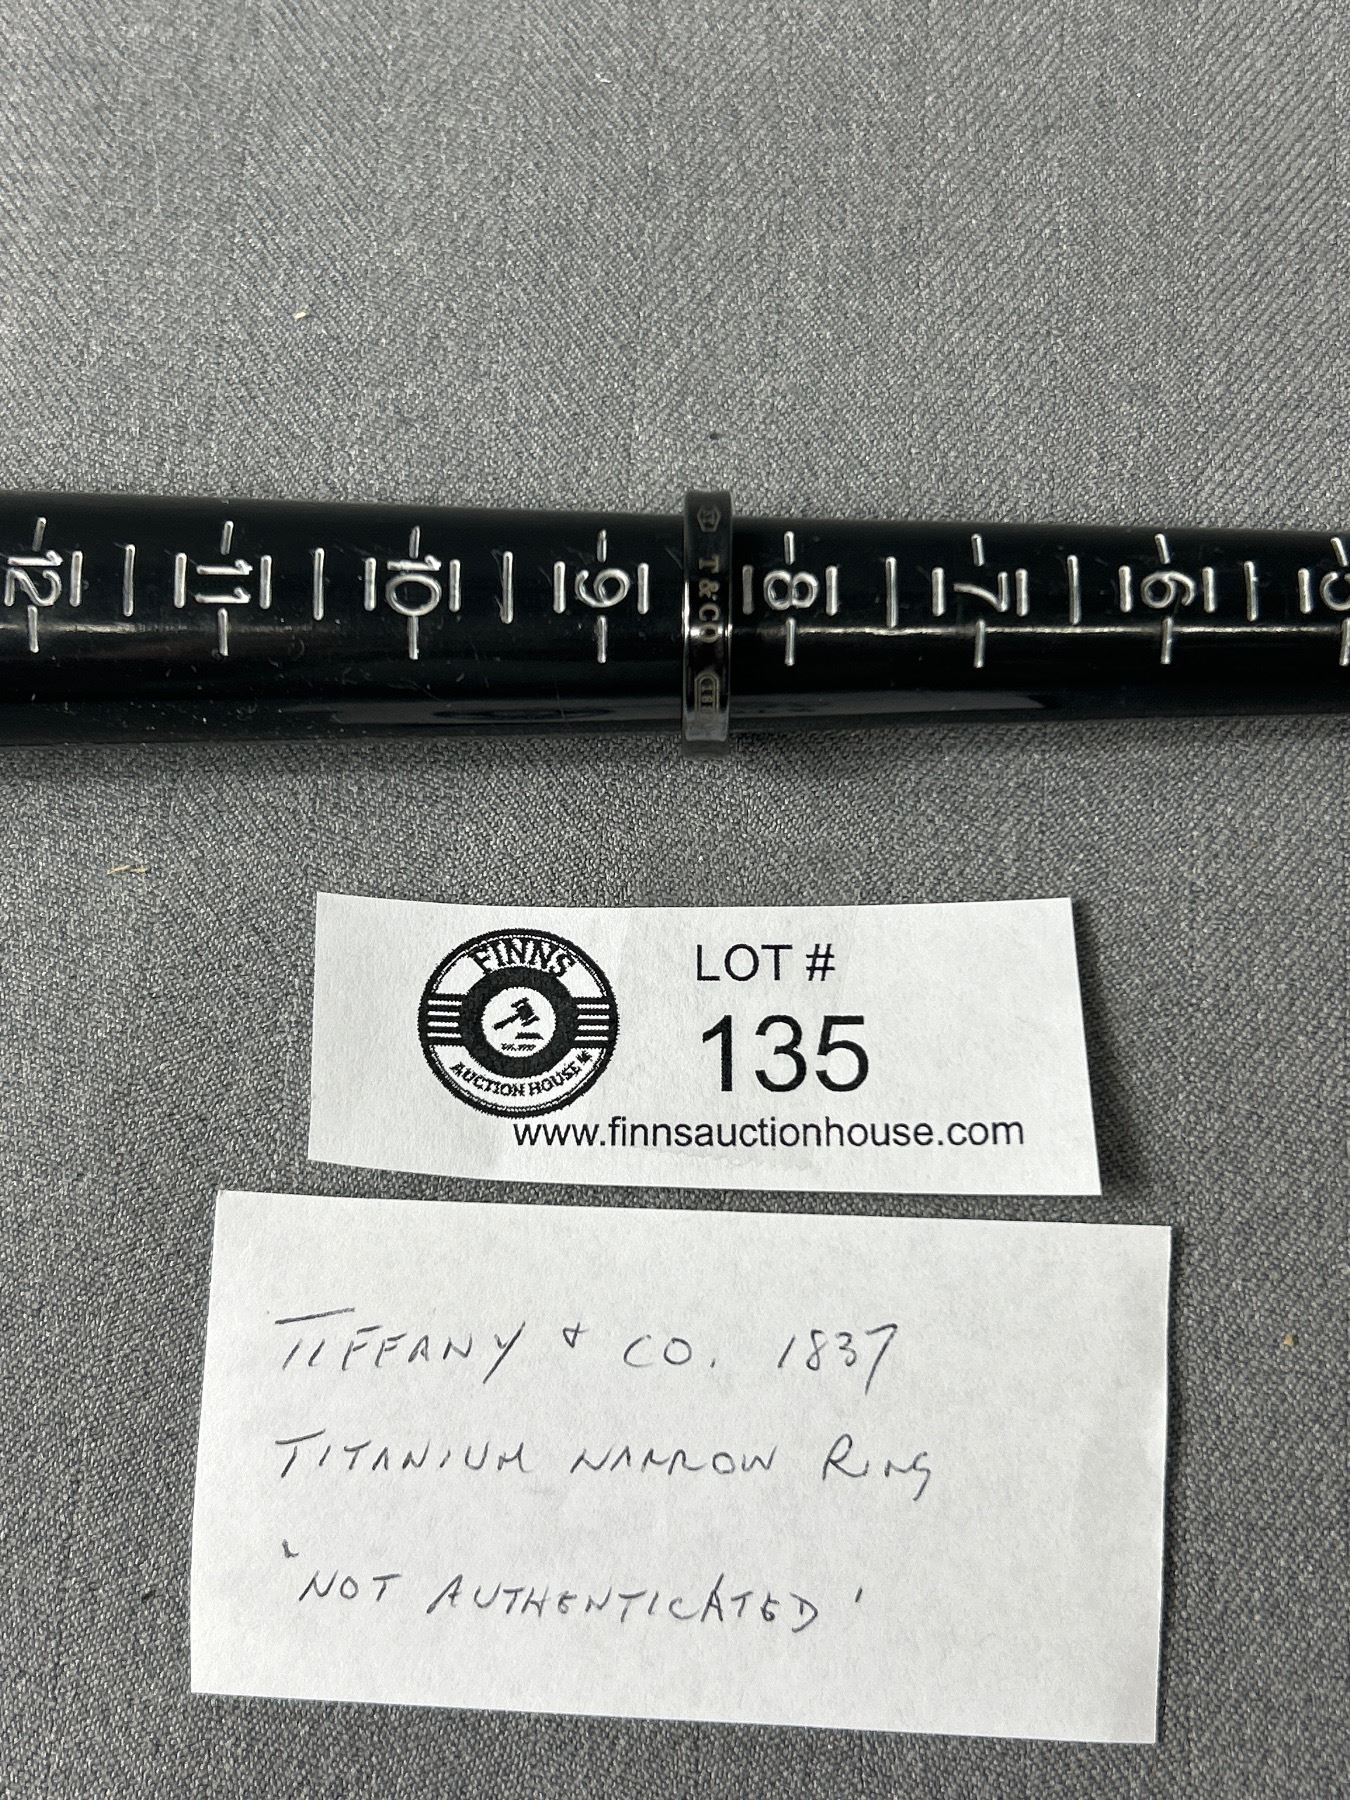 12 11 10 9 8 7 6 5
T&CO
FINNS
AUCTION HOUSE
LOT #
135
www.finnsauctionhouse.com
TIFFANY & CO. 1837
TITANIUM NARROW RING
'NOT AUTHENTICATED'